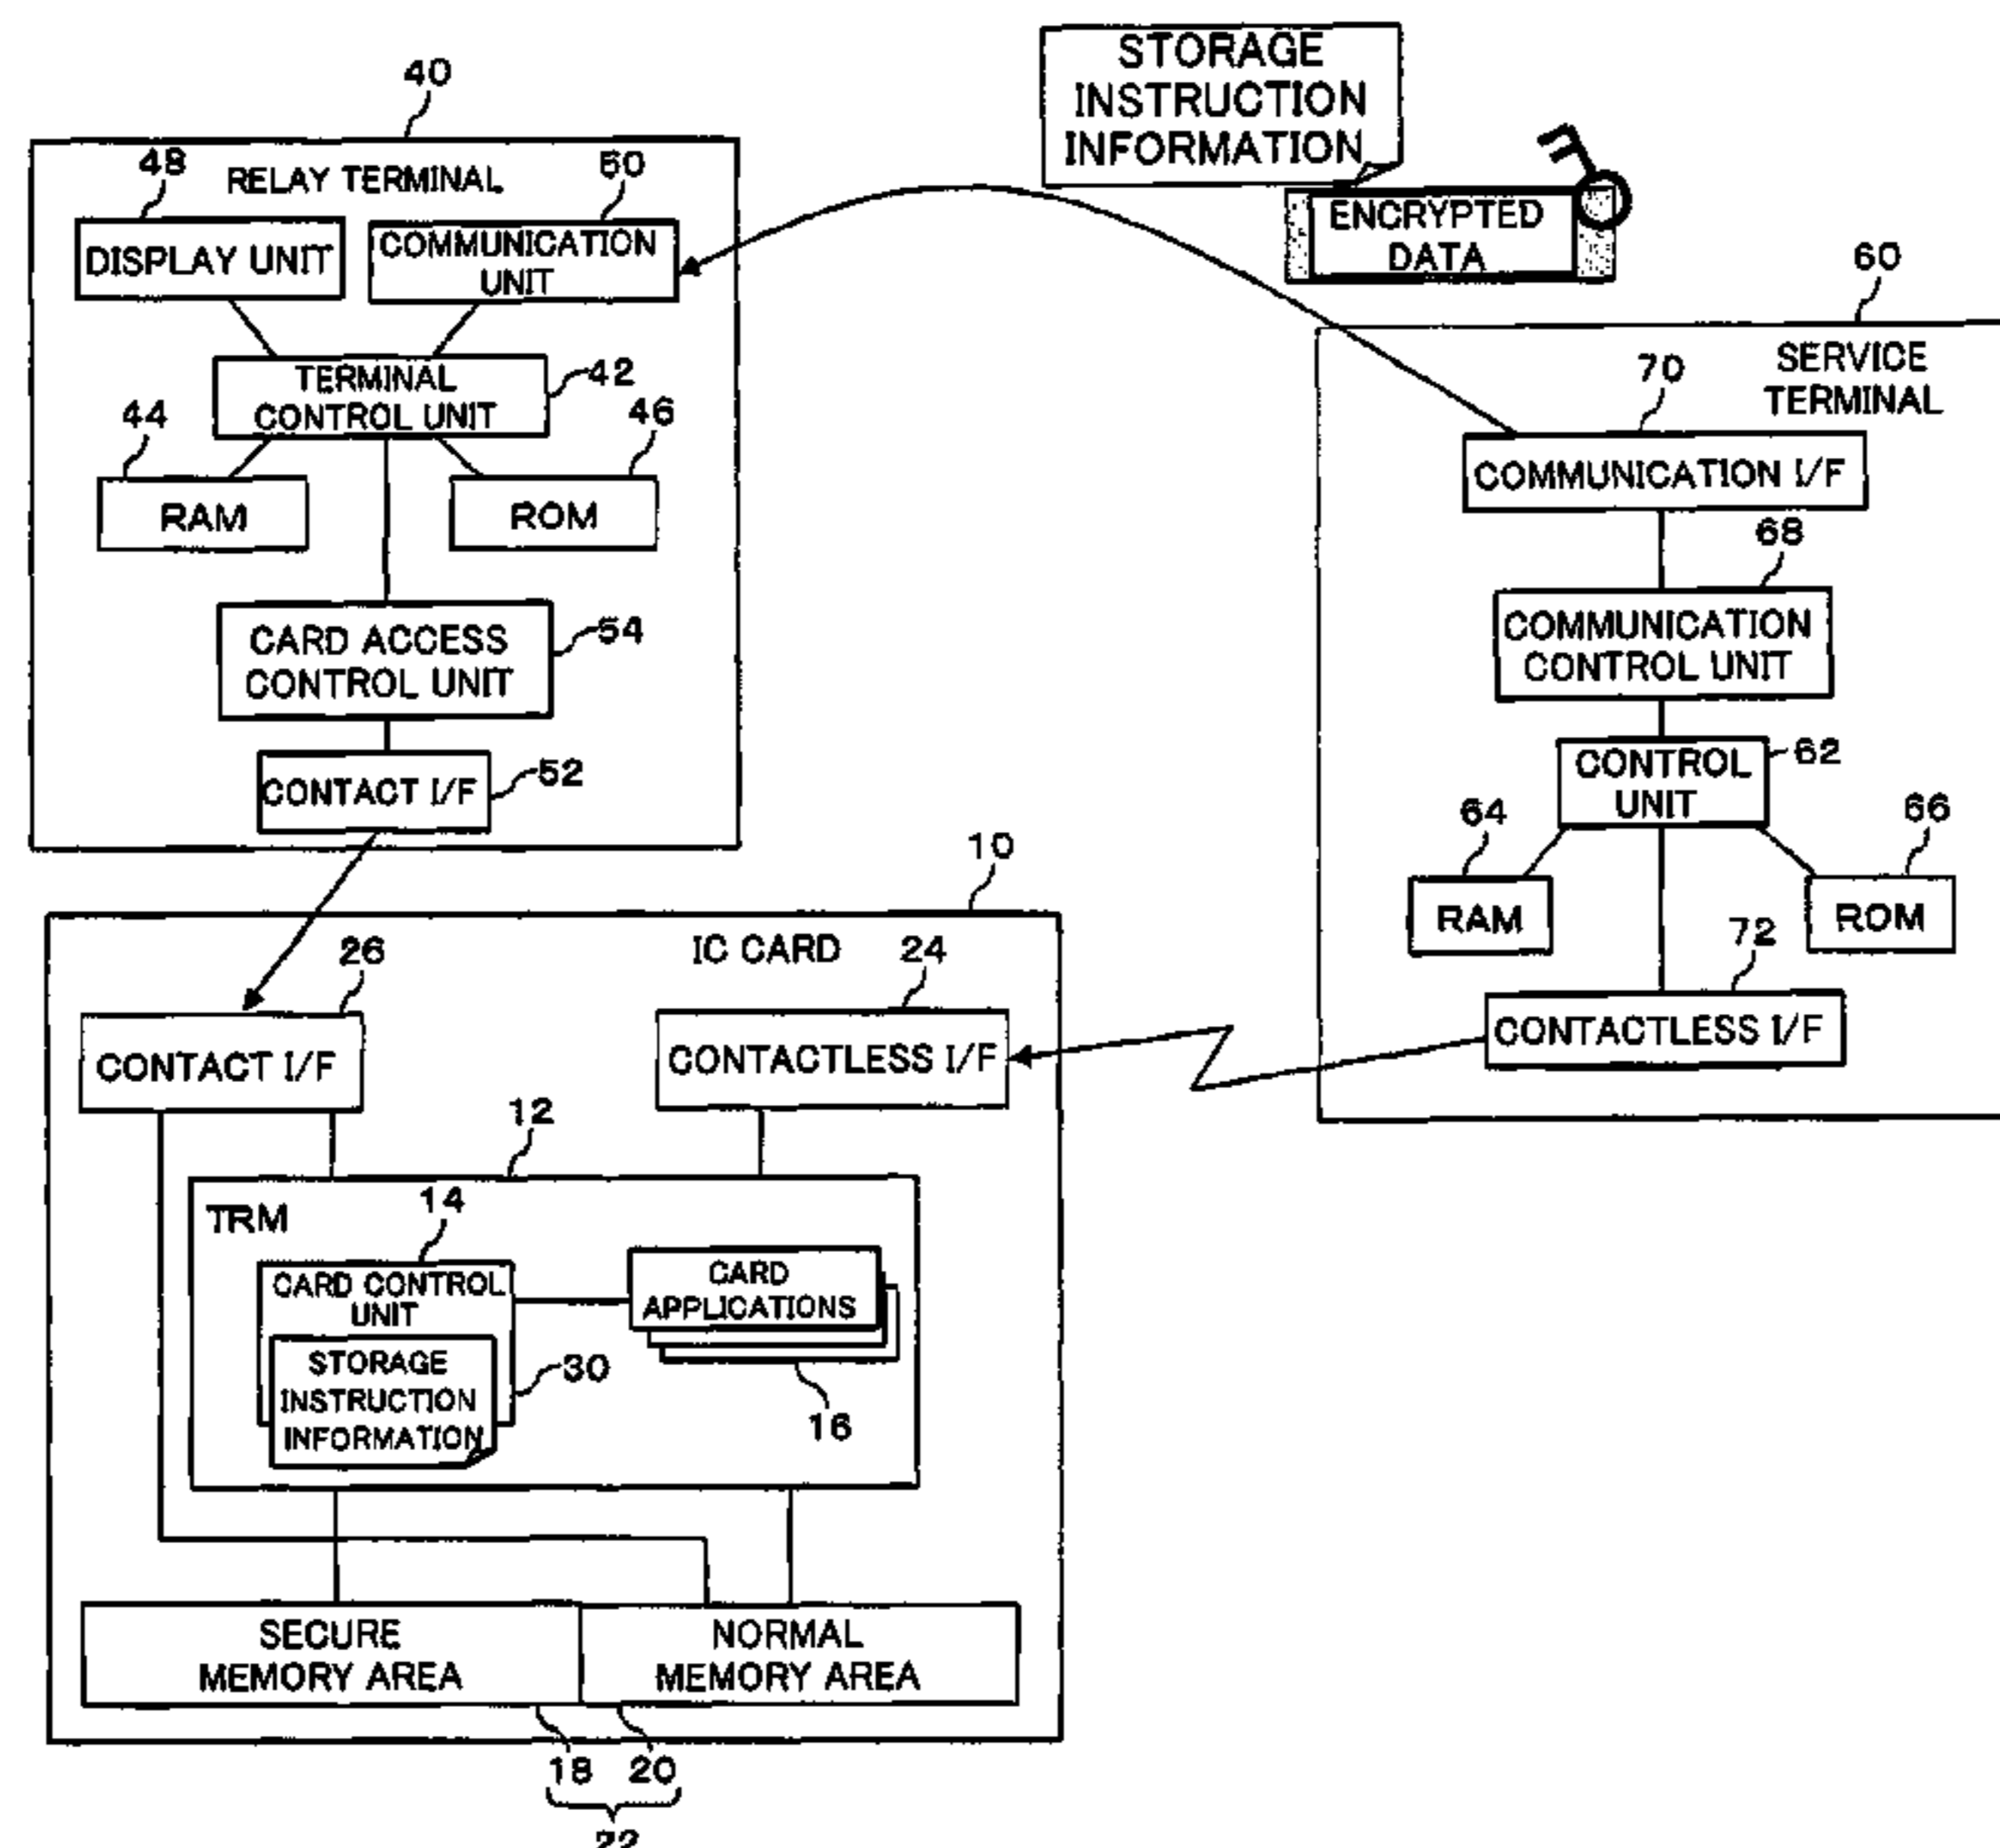 40
RELAY TERMINAL
48
50
DISPLAY UNIT
COMMUNICATION
UNIT
TERMINAL
CONTROL UNIT
42
44
46
RAM
ROM
CARD ACCESS
CONTROL UNIT
54
CONTACT I/F
52
STORAGE
INSTRUCTION
INFORMATION
ENCRYPTED
DATA
60
SERVICE
TERMINAL
70
COMMUNICATION I/F
68
COMMUNICATION
CONTROL UNIT
CONTROL
UNIT
62
64
66
RAM
ROM
72
CONTACTLESS I/F
10
IC CARD
26
24
CONTACT I/F
CONTACTLESS I/F
12
TRM
14
CARD CONTROL
UNIT
STORAGE
INSTRUCTION
INFORMATION
30
CARD
APPLICATIONS
16
SECURE
MEMORY AREA
NORMAL
MEMORY AREA
18
20
22